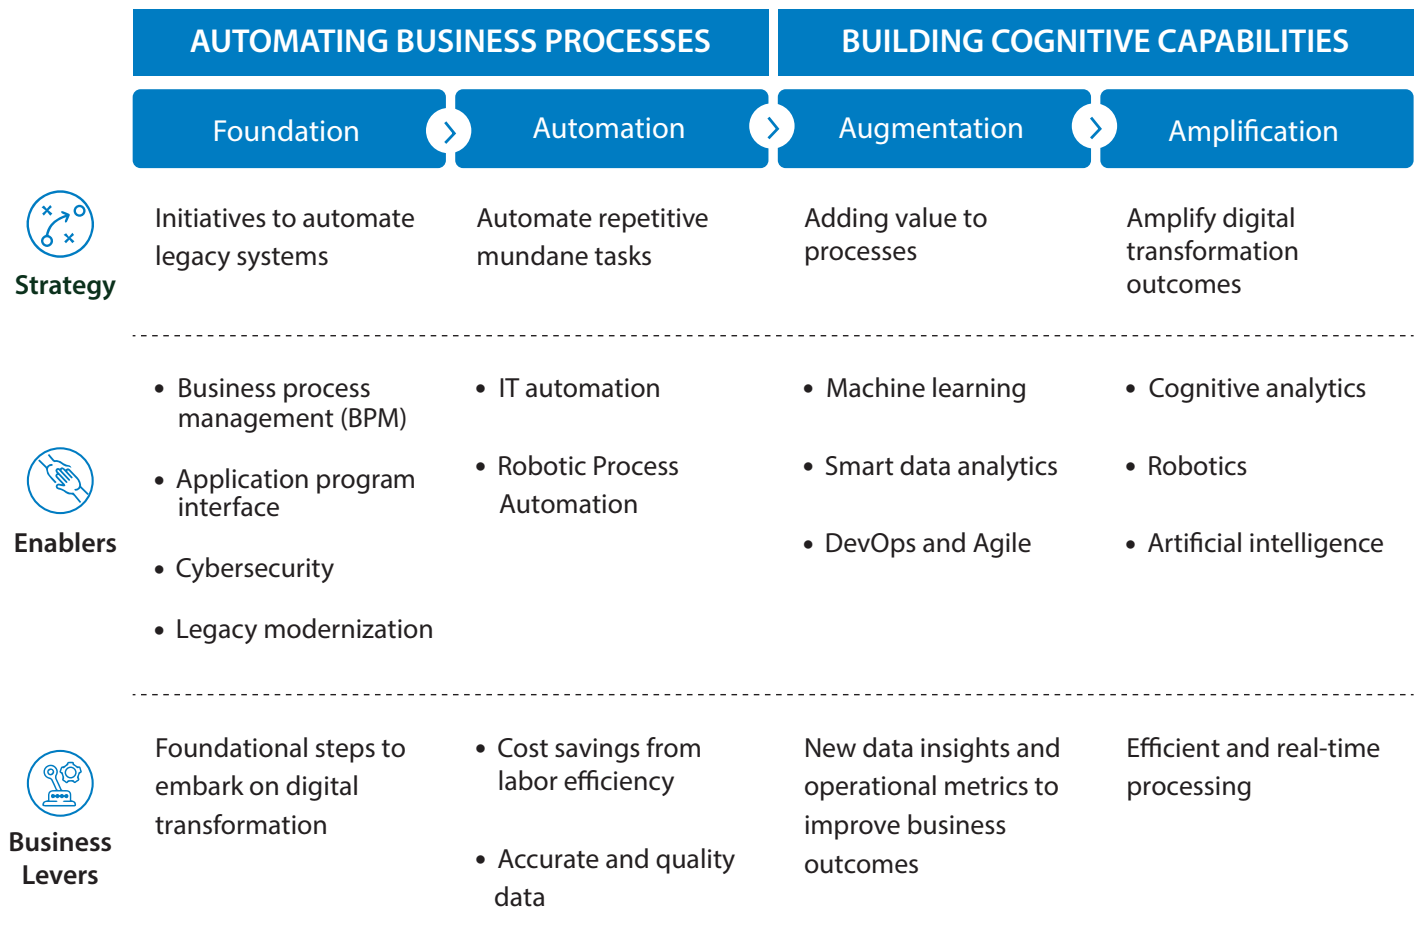 AUTOMATING BUSINESS PROCESSES
BUILDING COGNITIVE CAPABILITIES
Foundation
Automation
Augmentation
Amplification
Strategy
Initiatives to automate
legacy systems
Automate repetitive
mundane tasks
Adding value to
processes
Amplify digital
transformation
outcomes
Enablers
• Business process
management (BPM)
• Application program
interface
• Cybersecurity
• Legacy modernization
• IT automation
• Robotic Process
Automation
• Machine learning
• Smart data analytics
• DevOps and Agile
• Cognitive analytics
• Robotics
• Artificial intelligence
Business
Levers
Foundational steps to
embark on digital
transformation
• Cost savings from
labor efficiency
• Accurate and quality
data
New data insights and
operational metrics to
improve business
outcomes
Efficient and real-time
processing